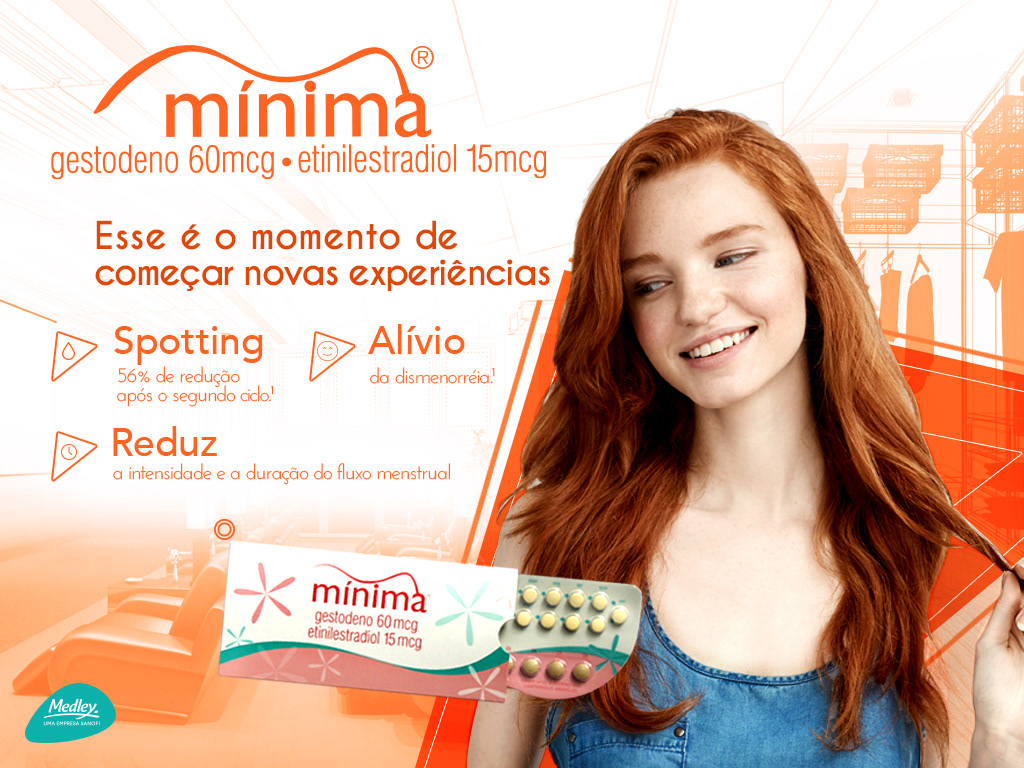 mínima®
gestodeno 60mcg • etinilestradiol 15mcg
Esse é o momento de
começar novas experiências
Spotting
56% de redução
após o segundo ciclo.¹
Alívio
da dismenorréia.¹
Reduz
a intensidade e a duração do fluxo menstrual
mínima
gestodeno 60 mcg
etinilestradiol 15 mcg
Medley.
UMA EMPRESA SANOFI